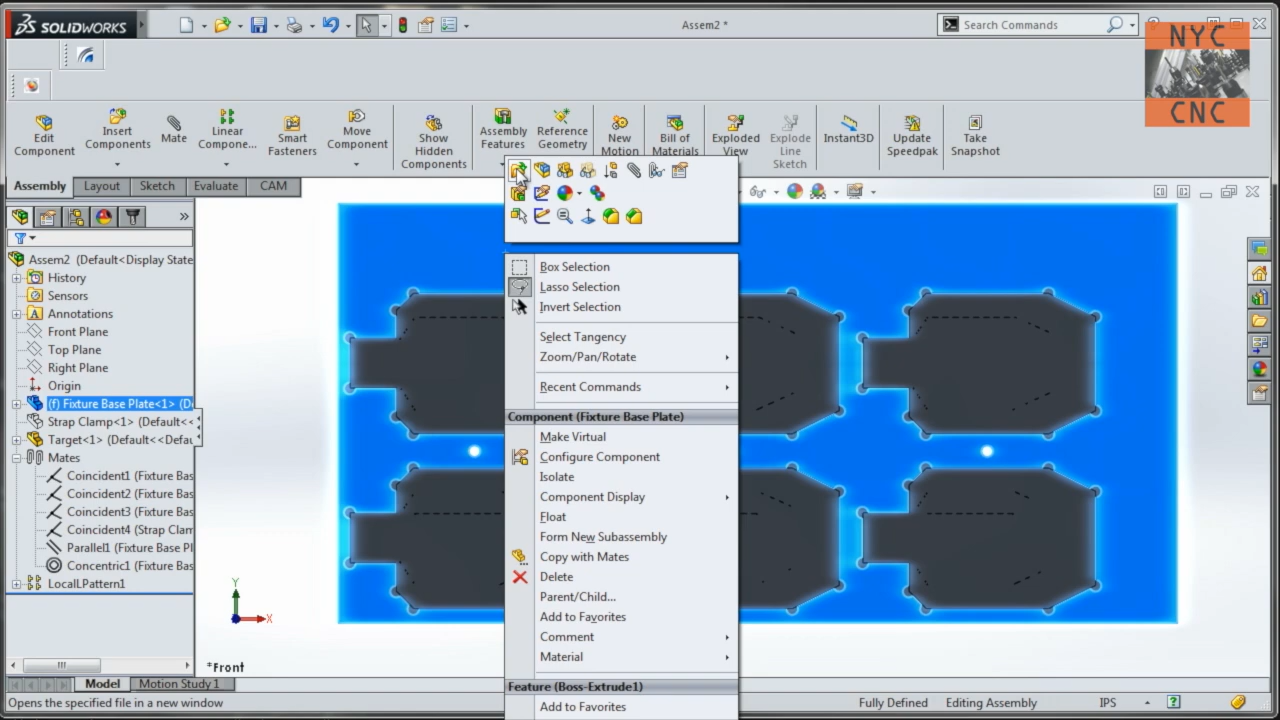 SOLIDWORKS
Assem2 *
Search Commands
NYC
CNC
Edit
Component
Insert
Components
Mate
Linear
Compone...
Smart
Fasteners
Move
Component
Show
Hidden
Components
Assembly
Features
Reference
Geometry
New
Motion
Bill of
Materials
Exploded
View
Explode
Line
Sketch
Instant3D
Update
Speedpak
Take
Snapshot
Assembly
Layout
Sketch
Evaluate
CAM
Assem2 (Default<Display State
History
Sensors
Annotations
Front Plane
Top Plane
Right Plane
Origin
(f) Fixture Base Plate<1> (D
Strap Clamp<1> (Default<<
Target<1> (Default<<Defau
Mates
Coincident1 (Fixture Bas
Coincident2 (Fixture Bas
Coincident3 (Fixture Bas
Coincident4 (Strap Clam
Parallel1 (Fixture Base Pl
Concentric1 (Fixture Bas
LocalLPattern1
Box Selection
Lasso Selection
Invert Selection
Select Tangency
Zoom/Pan/Rotate
Recent Commands
Component (Fixture Base Plate)
Make Virtual
Configure Component
Isolate
Component Display
Float
Form New Subassembly
Copy with Mates
Delete
Parent/Child...
Add to Favorites
Comment
Material
Feature (Boss-Extrude1)
Add to Favorites
Y
X
*Front
Model
Motion Study 1
Opens the specified file in a new window
Fully Defined
Editing Assembly
IPS